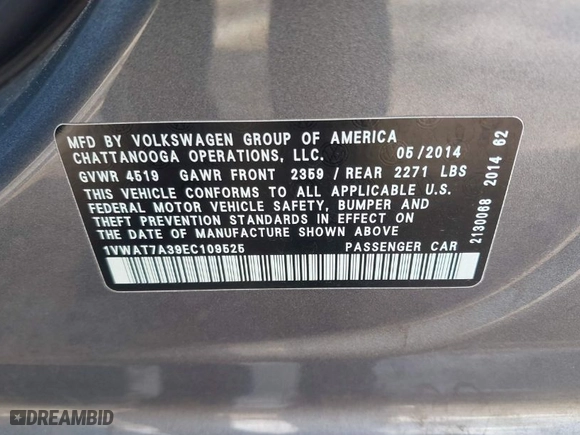 MFD BY VOLKSWAGEN GROUP OF AMERICA
CHATTANOOGA OPERATIONS, LLC. 05/2014
GVWR 4519 GAWR FRONT 2359 / REAR 2271 LBS
THIS VEHICLE CONFORMS TO ALL APPLICABLE U.S.
FEDERAL MOTOR VEHICLE SAFETY, BUMPER AND
THEFT PREVENTION STANDARDS IN EFFECT ON
THE DATE OF MANUFACTURE SHOWN ABOVE
1VWAT7A39EC109525 PASSENGER CAR
2130068 2014 62
DREAMBID